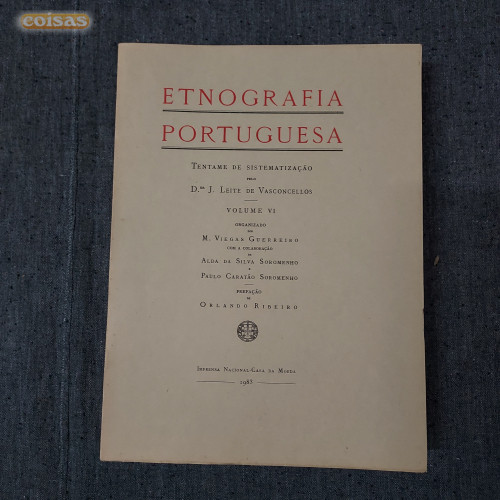 coisas
ETNOGRAFIA
PORTUGUESA
TENTAME DE SISTEMATIZAÇÃO
PELO
D.or J. LEITE DE VASCONCELLOS
VOLUME VI
ORGANIZADO
POR
M. VIEGAS GUERREIRO
COM A COLABORAÇÃO
DE
ALDA DA SILVA SOROMENHO
E
PAULO CARATÃO SOROMENHO
PREFAÇÃO
DE
ORLANDO RIBEIRO
IMPRENSA NACIONAL-CASA DA MOEDA
1983